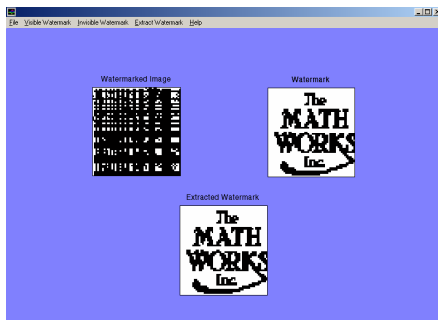 File Visible Watermark Invisible Watermark Extract Watermark Help
Watermarked Image
Watermark
The
MATH
WORKS
Inc.
Extracted Watermark
The
MATH
WORKS
Inc.